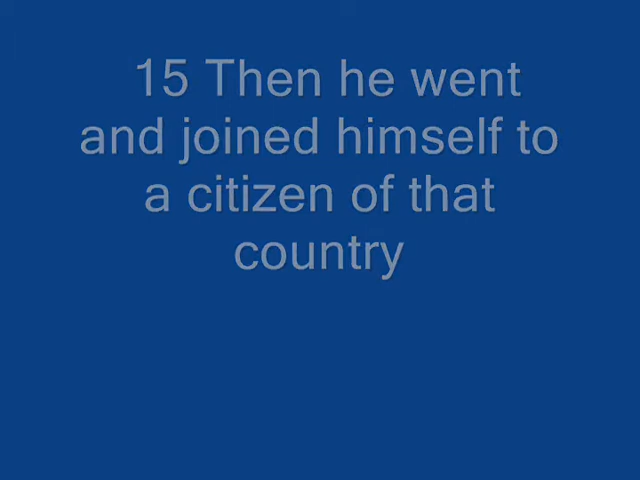 15 Then he went
and joined himself to
a citizen of that
country